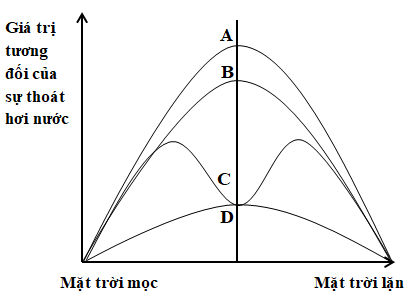 Giá trị
tương
đối của
sự thoát
hơi nước
A
B
C
D
Mặt trời mọc
Mặt trời lặn